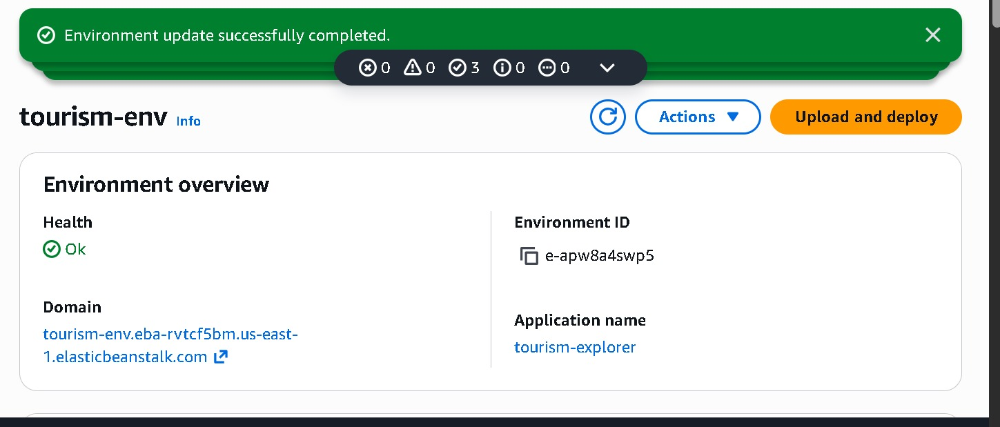 Environment update successfully completed.
0 0 3 0 0
tourism-env Info
Actions
Upload and deploy
Environment overview
Health
Ok
Domain
tourism-env.eba-rvtcf5bm.us-east-
1.elasticbeanstalk.com
Environment ID
e-apw8a4swp5
Application name
tourism-explorer